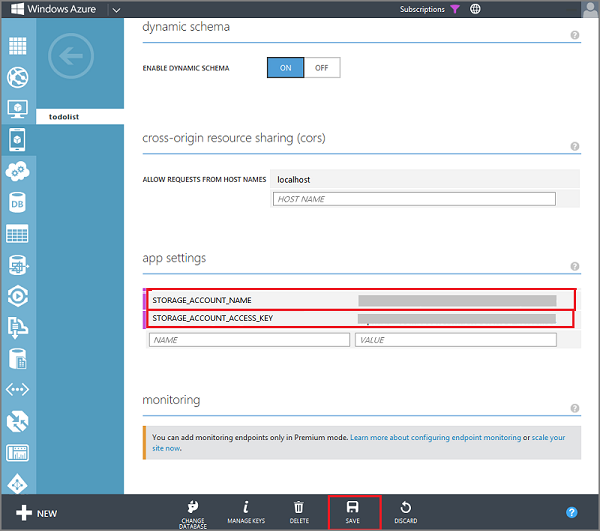 Windows Azure
Subscriptions
dynamic schema
ENABLE DYNAMIC SCHEMA
ON
OFF
todolist
cross-origin resource sharing (cors)
ALLOW REQUESTS FROM HOST NAMES
localhost
HOST NAME
app settings
STORAGE_ACCOUNT_NAME
STORAGE_ACCOUNT_ACCESS_KEY
NAME
VALUE
monitoring
You can add monitoring endpoints only in Premium mode. Learn more about configuring endpoint monitoring or scale your
site now.
DB
NEW
CHANGE
DATABASE
MANAGE KEYS
DELETE
SAVE
DISCARD